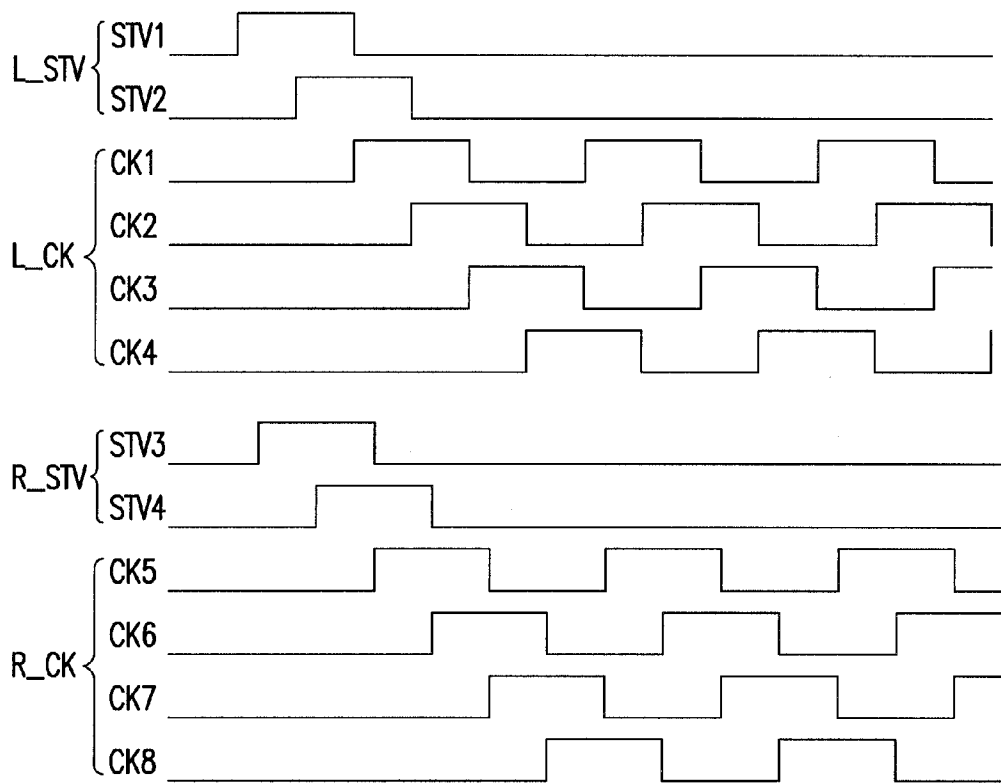 L_STV
STV1
STV2
L_CK
CK1
CK2
CK3
CK4
R_STV
STV3
STV4
R_CK
CK5
CK6
CK7
CK8